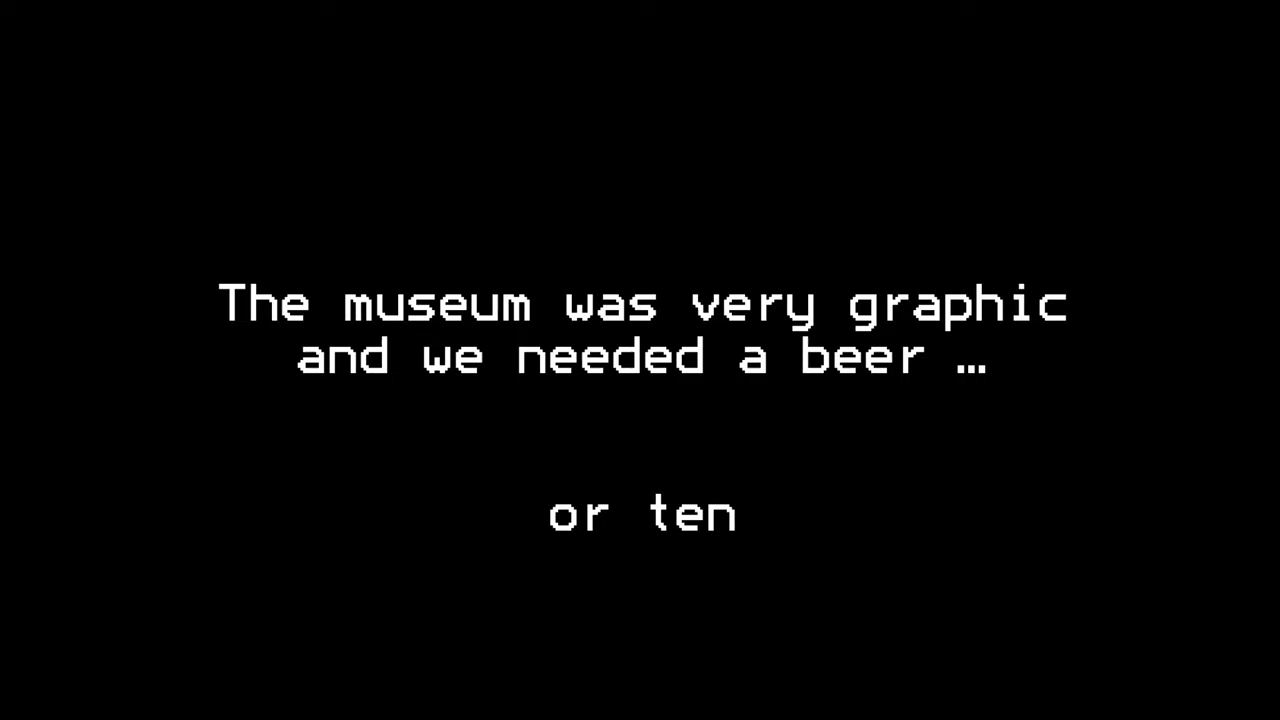 The museum was very graphic
and we needed a beer …
or ten